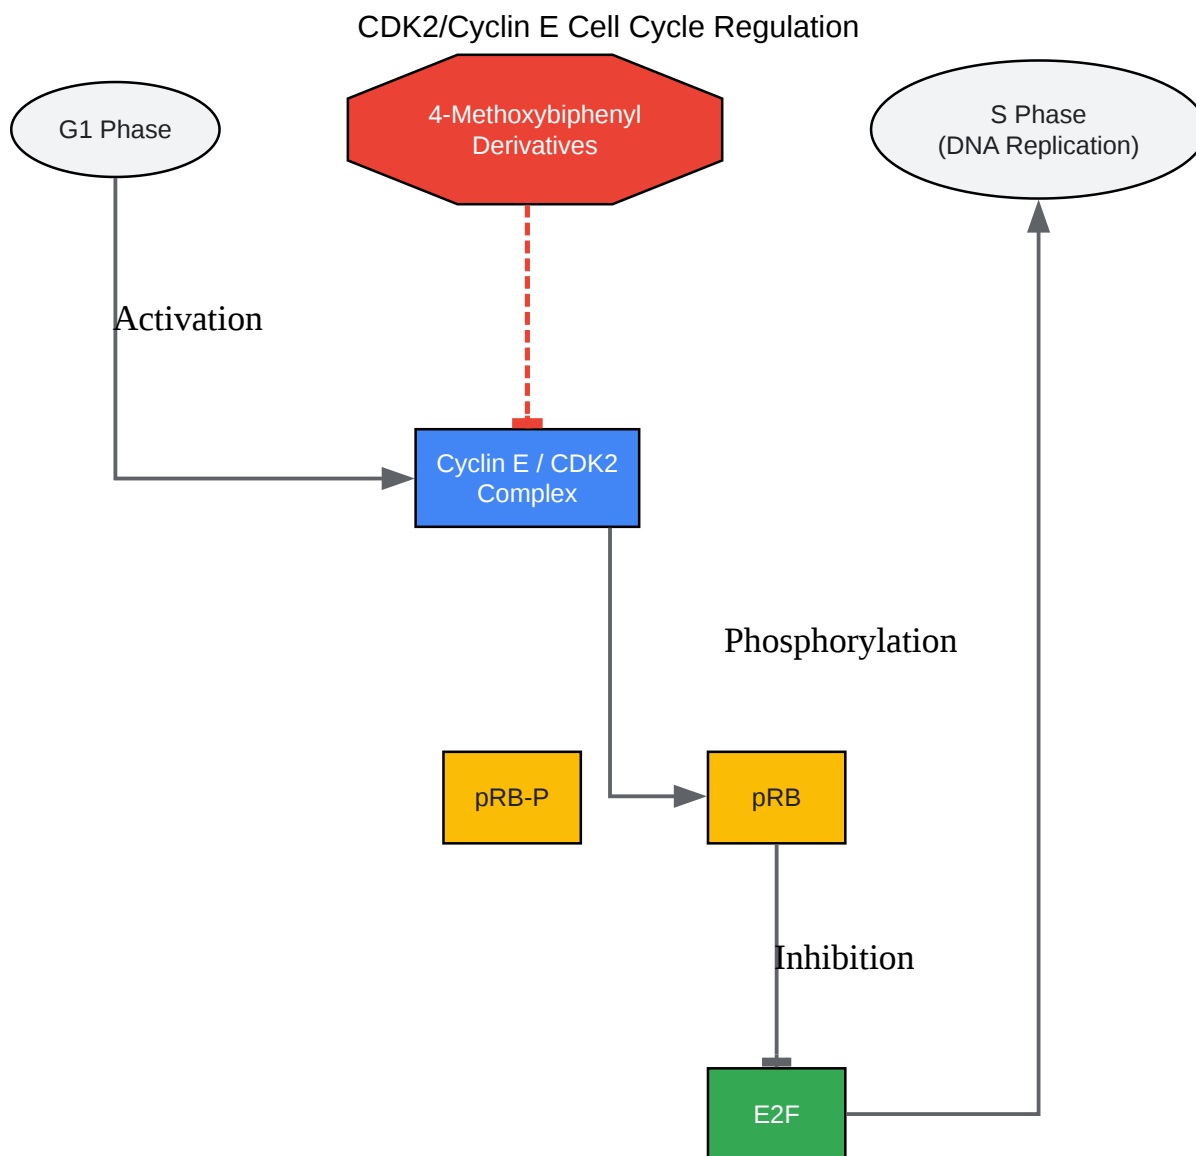 CDK2/Cyclin E Cell Cycle Regulation
G1 Phase
4-Methoxybiphenyl
Derivatives
S Phase
(DNA Replication)
Activation
Cyclin E / CDK2
Complex
Phosphorylation
pRB-P
pRB
Inhibition
E2F